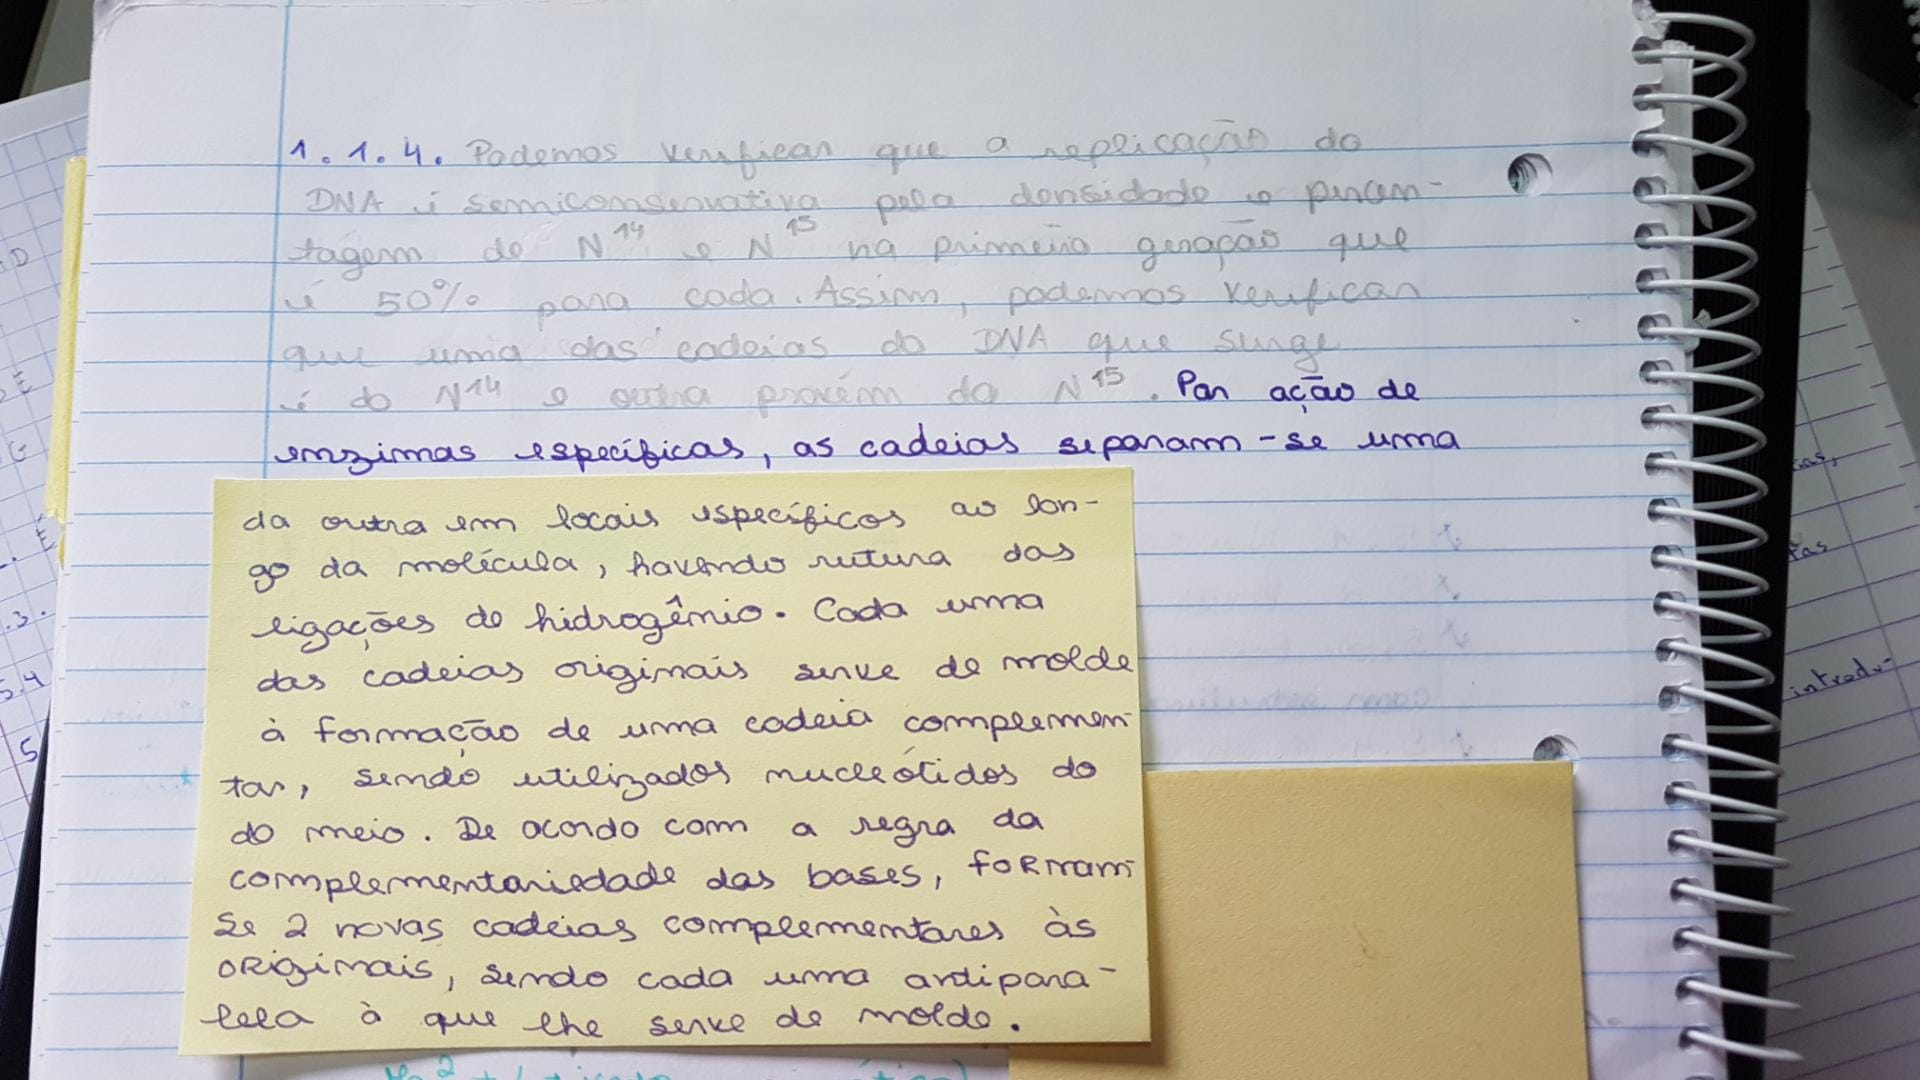 1.1.4. Podemos verificar que a replicação do
DNA é semiconservativa pela densidade e percen-
tagem de N14 e N15 na primeira geração que
é 50% para cada. Assim, podemos verificar
que uma das cadeias do DNA que surge
é do N14 e outra provém da N15. Por ação de
enzimas específicas, as cadeias separam-se uma
da outra em locais específicos ao lon-
go da molécula, havendo rutura das
ligações de hidrogênio. Cada uma
das cadeias originais serve de molde
à formação de uma cadeia complemen
tar, sendo utilizados nucleótidos do
do meio. De acordo com a regra da
complementariedade das bases, formam
se 2 novas cadeias complementares às
originais, sendo cada uma antipara-
lela à que lhe serve de molde.
introdu-